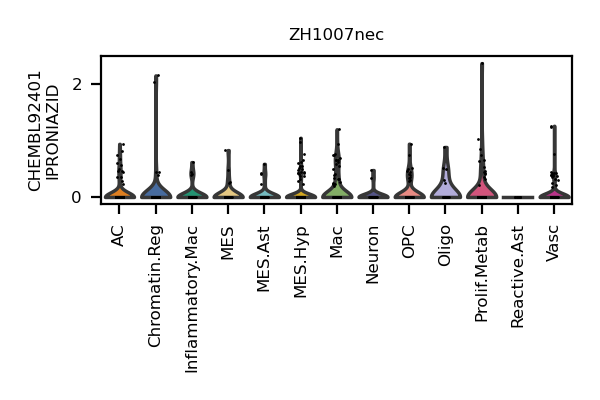 ZH1007nec
CHEMBL92401
IPRONIAZID
2
0
AC
Chromatin.Reg
Inflammatory.Mac
MES
MES.Ast
MES.Hyp
Mac
Neuron
OPC
Oligo
Prolif.Metab
Reactive.Ast
Vasc